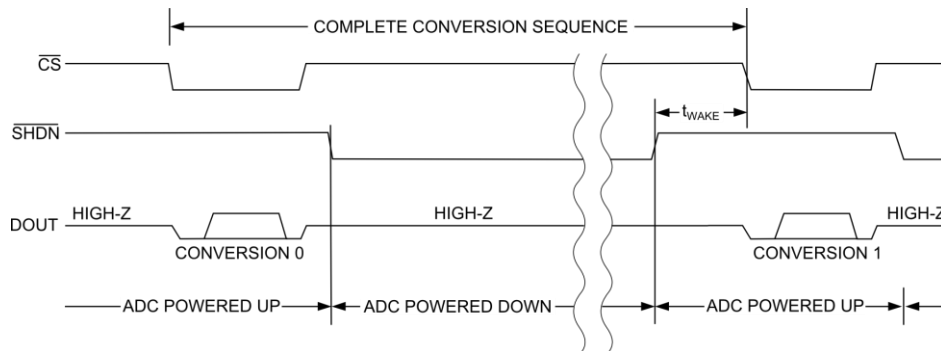 COMPLETE CONVERSION SEQUENCE
CS
tWAKE
SHDN
HIGH-Z HIGH-Z HIGH-Z
DOUT
CONVERSION 0 CONVERSION 1
ADC POWERED UP ADC POWERED DOWN ADC POWERED UP